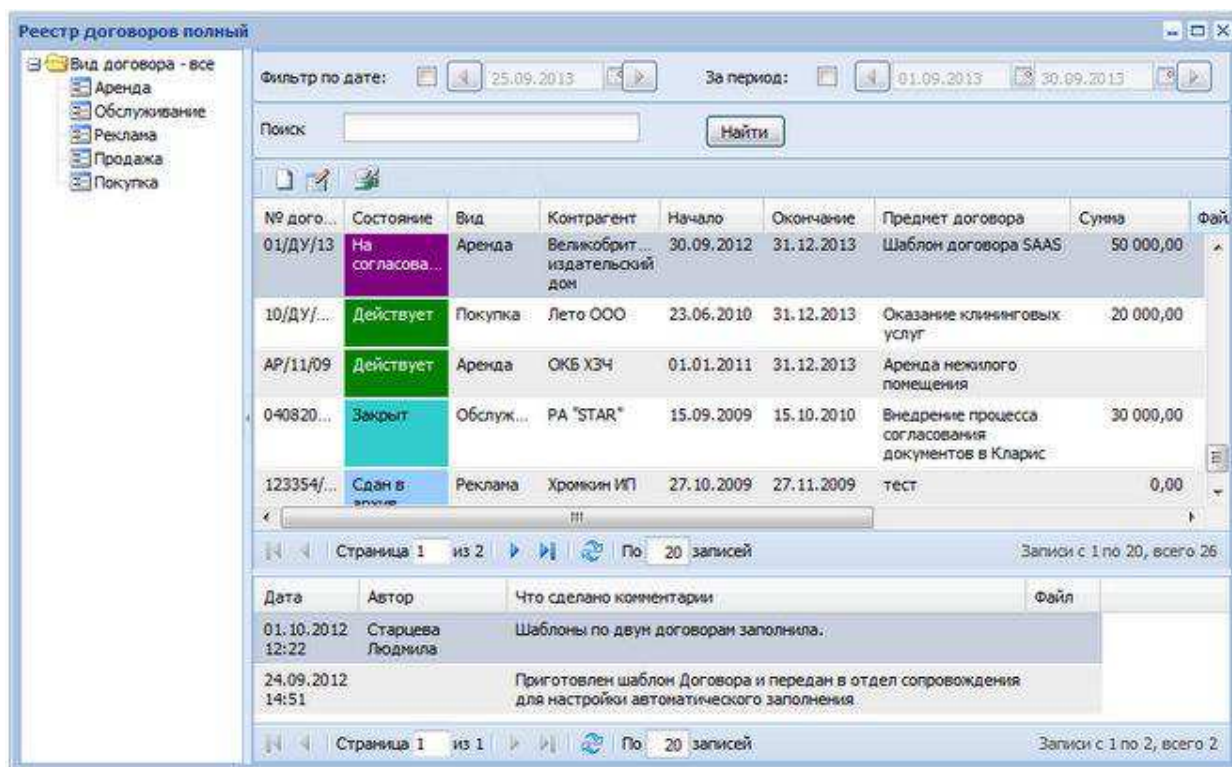 Реестр договоров полный
Вид договора - все
Аренда
Обслуживание
Реклама
Продажа
Покупка
Фильтр по дате: 25.09.2013 За период: 01.09.2013 30.09.2013
Поиск Найти
№ дого... Состояние Вид Контрагент Начало Окончание Предмет договора Сумма Фай
01/ДУ/13 На Аренда Великобрит... 30.09.2012 31.12.2013 Шаблон договора SAAS 50 000,00
согласова... издательский
дом
10/ДУ/... Действует Покупка Лето ООО 23.06.2010 31.12.2013 Оказание клининговых 20 000,00
услуг
АР/11/09 Действует Аренда ОКБ ХЗЧ 01.01.2011 31.12.2013 Аренда нежилого
помещения
040820... Закрыт Обслуж... РА "STAR" 15.09.2009 15.10.2010 Внедрение процесса 30 000,00
согласования
документов в Кларис
123354/... Сдан в Реклама Хромкин ИП 27.10.2009 27.11.2009 тест 0,00
архив
Страница 1 из 2 По 20 записей Записи с 1 по 20, всего 26
Дата Автор Что сделано комментарии Файл
01.10.2012 Старцева Шаблоны по двум договорам заполнила.
12:22 Людмила
24.09.2012 Приготовлен шаблон Договора и передан в отдел сопровождения
14:51 для настройки автоматического заполнения
Страница 1 из 1 По 20 записей Записи с 1 по 2, всего 2